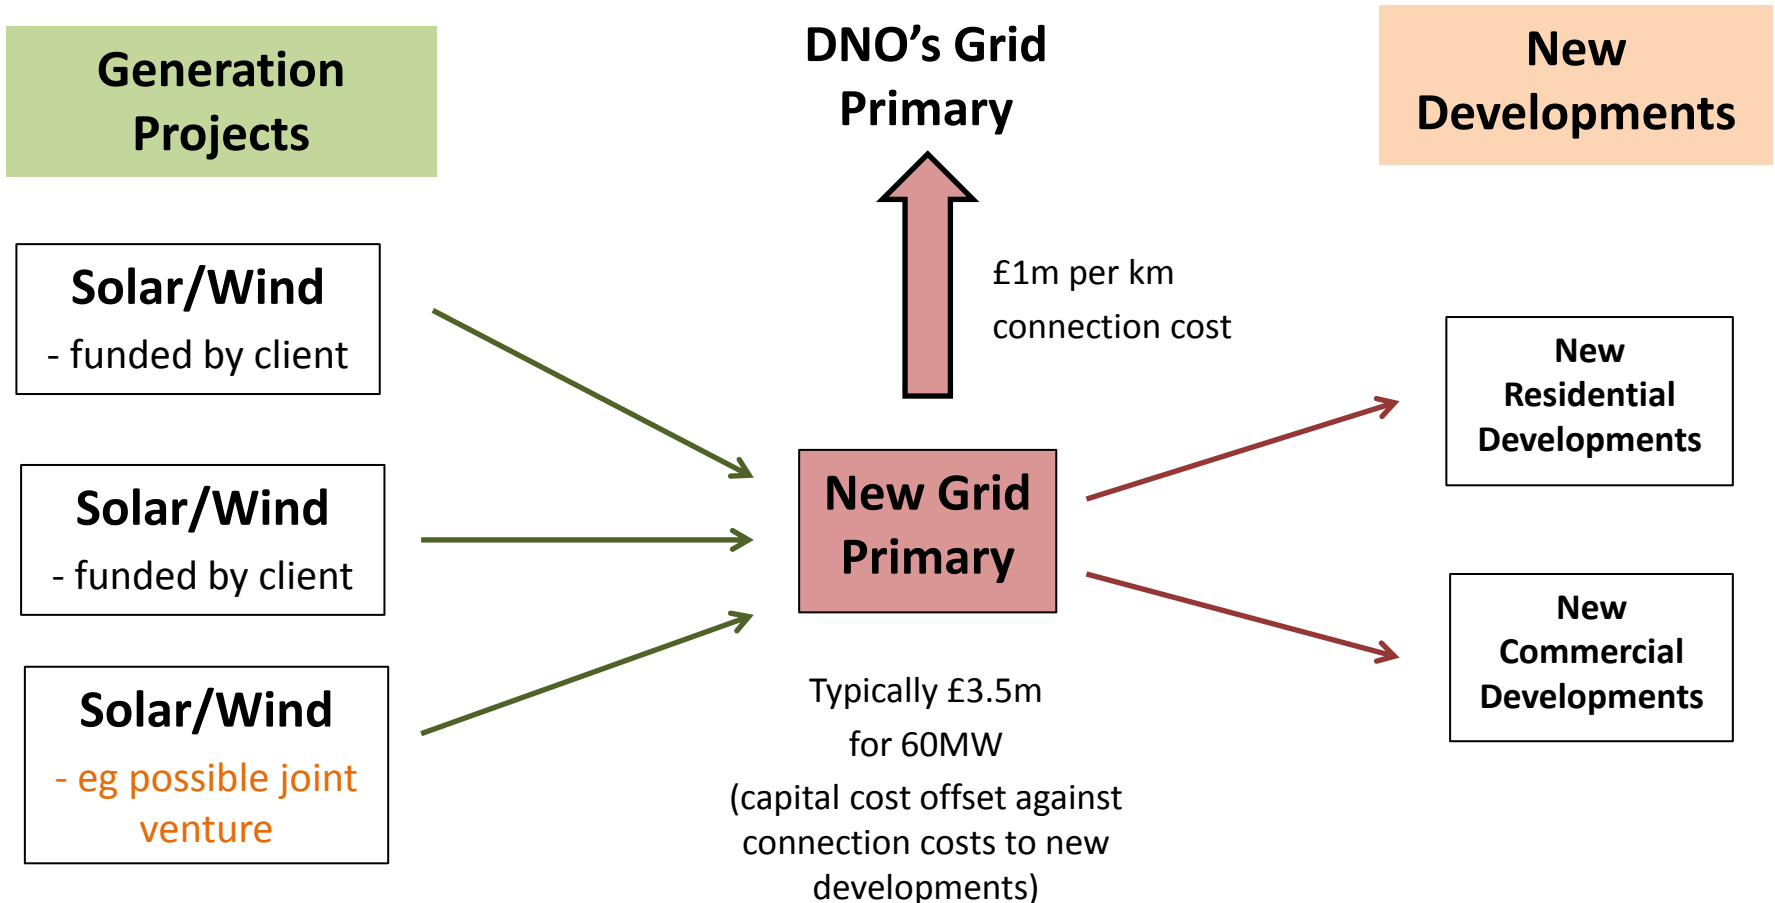 Generation
Projects
DNO’s Grid
Primary
New
Developments
Solar/Wind
- funded by client
£1m per km
connection cost
New
Residential
Developments
Solar/Wind
- funded by client
New Grid
Primary
New
Commercial
Developments
Solar/Wind
- eg possible joint
venture
Typically £3.5m
for 60MW
(capital cost offset against
connection costs to new
developments)